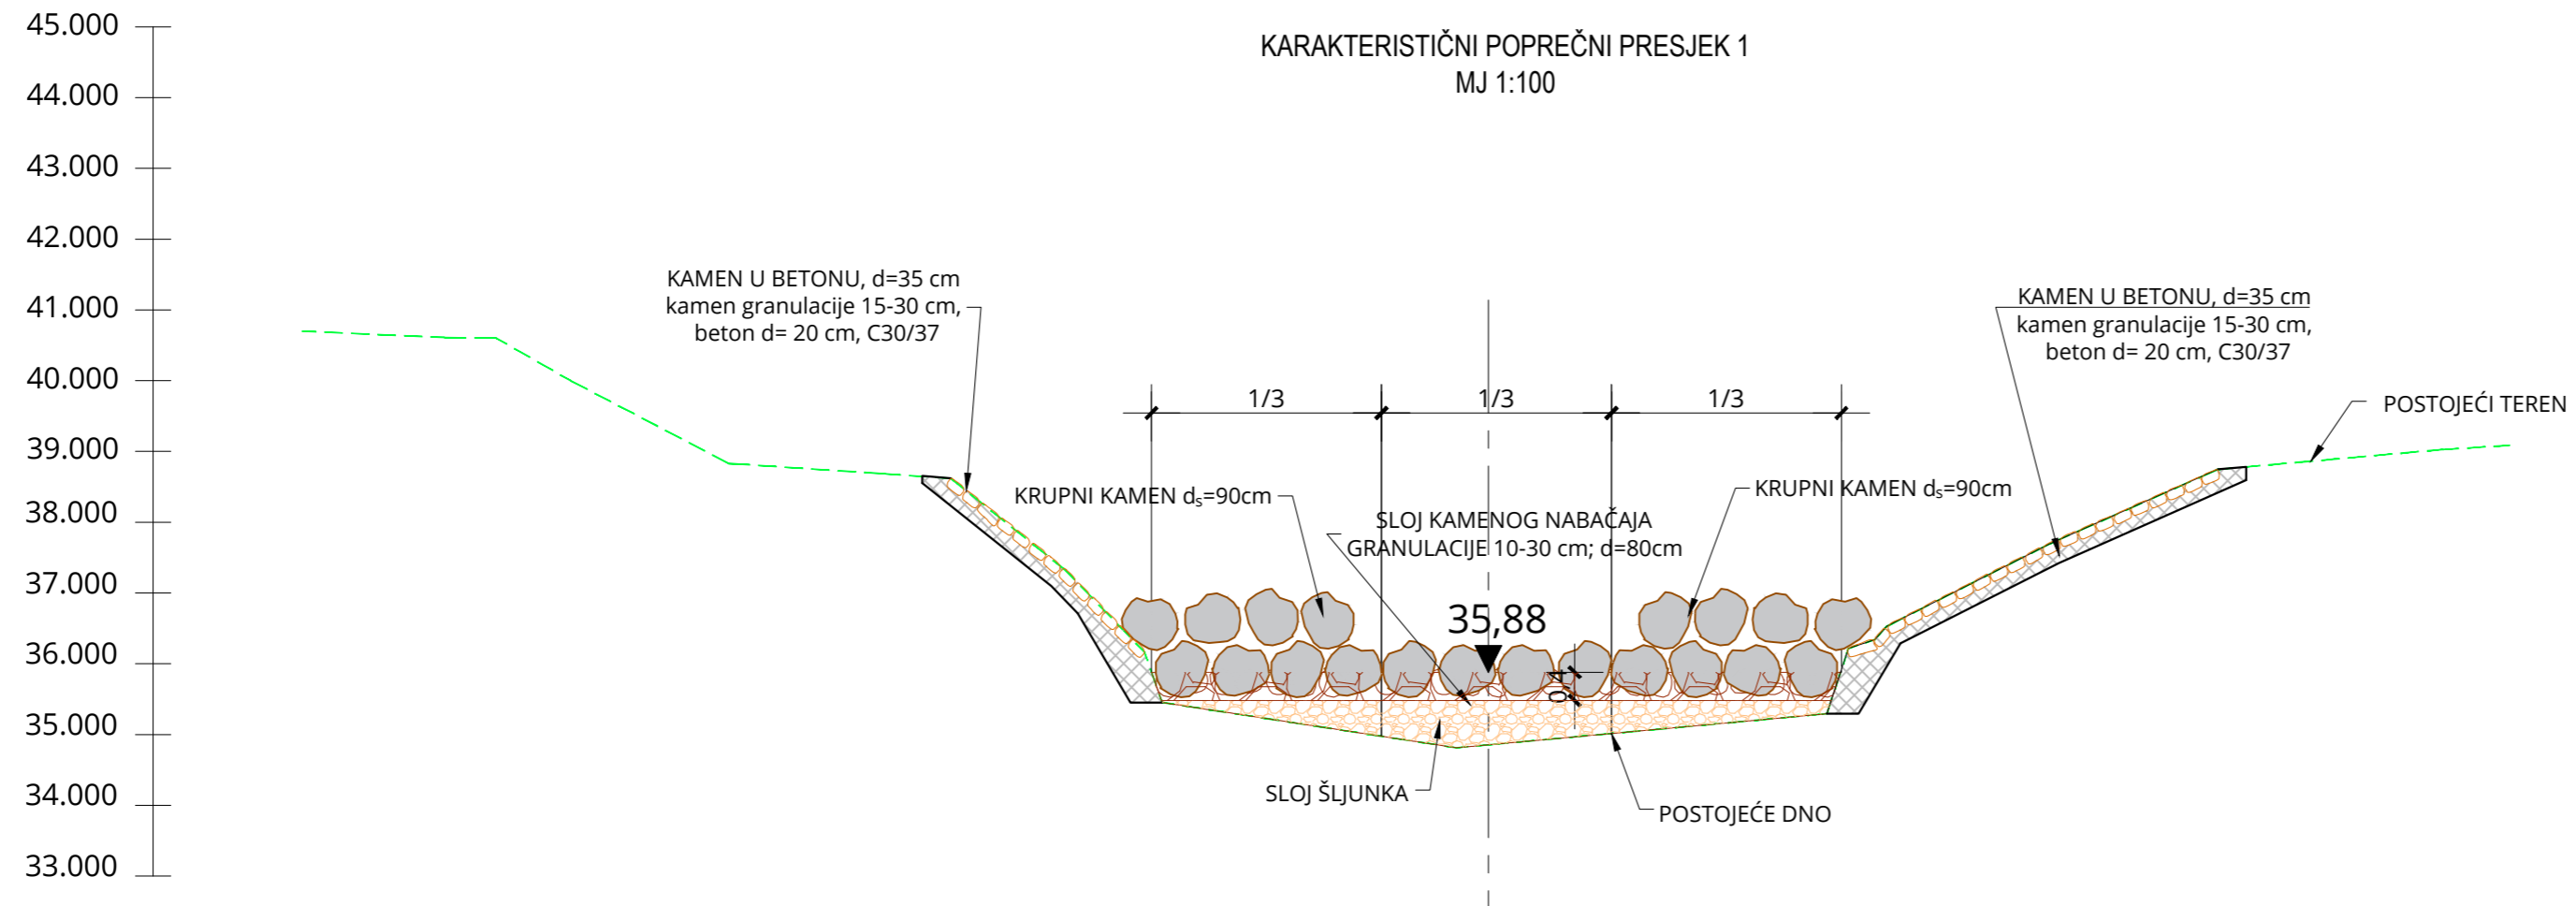 KARAKTERISTIČNI POPREČNI PRESJEK 1
MJ 1:100
45.000
44.000
43.000
42.000
41.000
40.000
39.000
38.000
37.000
36.000
35.000
34.000
33.000
KAMEN U BETONU, d=35 cm
kamen granulacije 15-30 cm,
beton d= 20 cm, C30/37
KAMEN U BETONU, d=35 cm
kamen granulacije 15-30 cm,
beton d= 20 cm, C30/37
1/3
1/3
1/3
POSTOJEĆI TEREN
KRUPNI KAMEN dₛ=90cm
KRUPNI KAMEN dₛ=90cm
SLOJ KAMENOG NABAČAJA
GRANULACIJE 10-30 cm; d=80cm
35,88
0,4
SLOJ ŠLJUNKA
POSTOJEĆE DNO